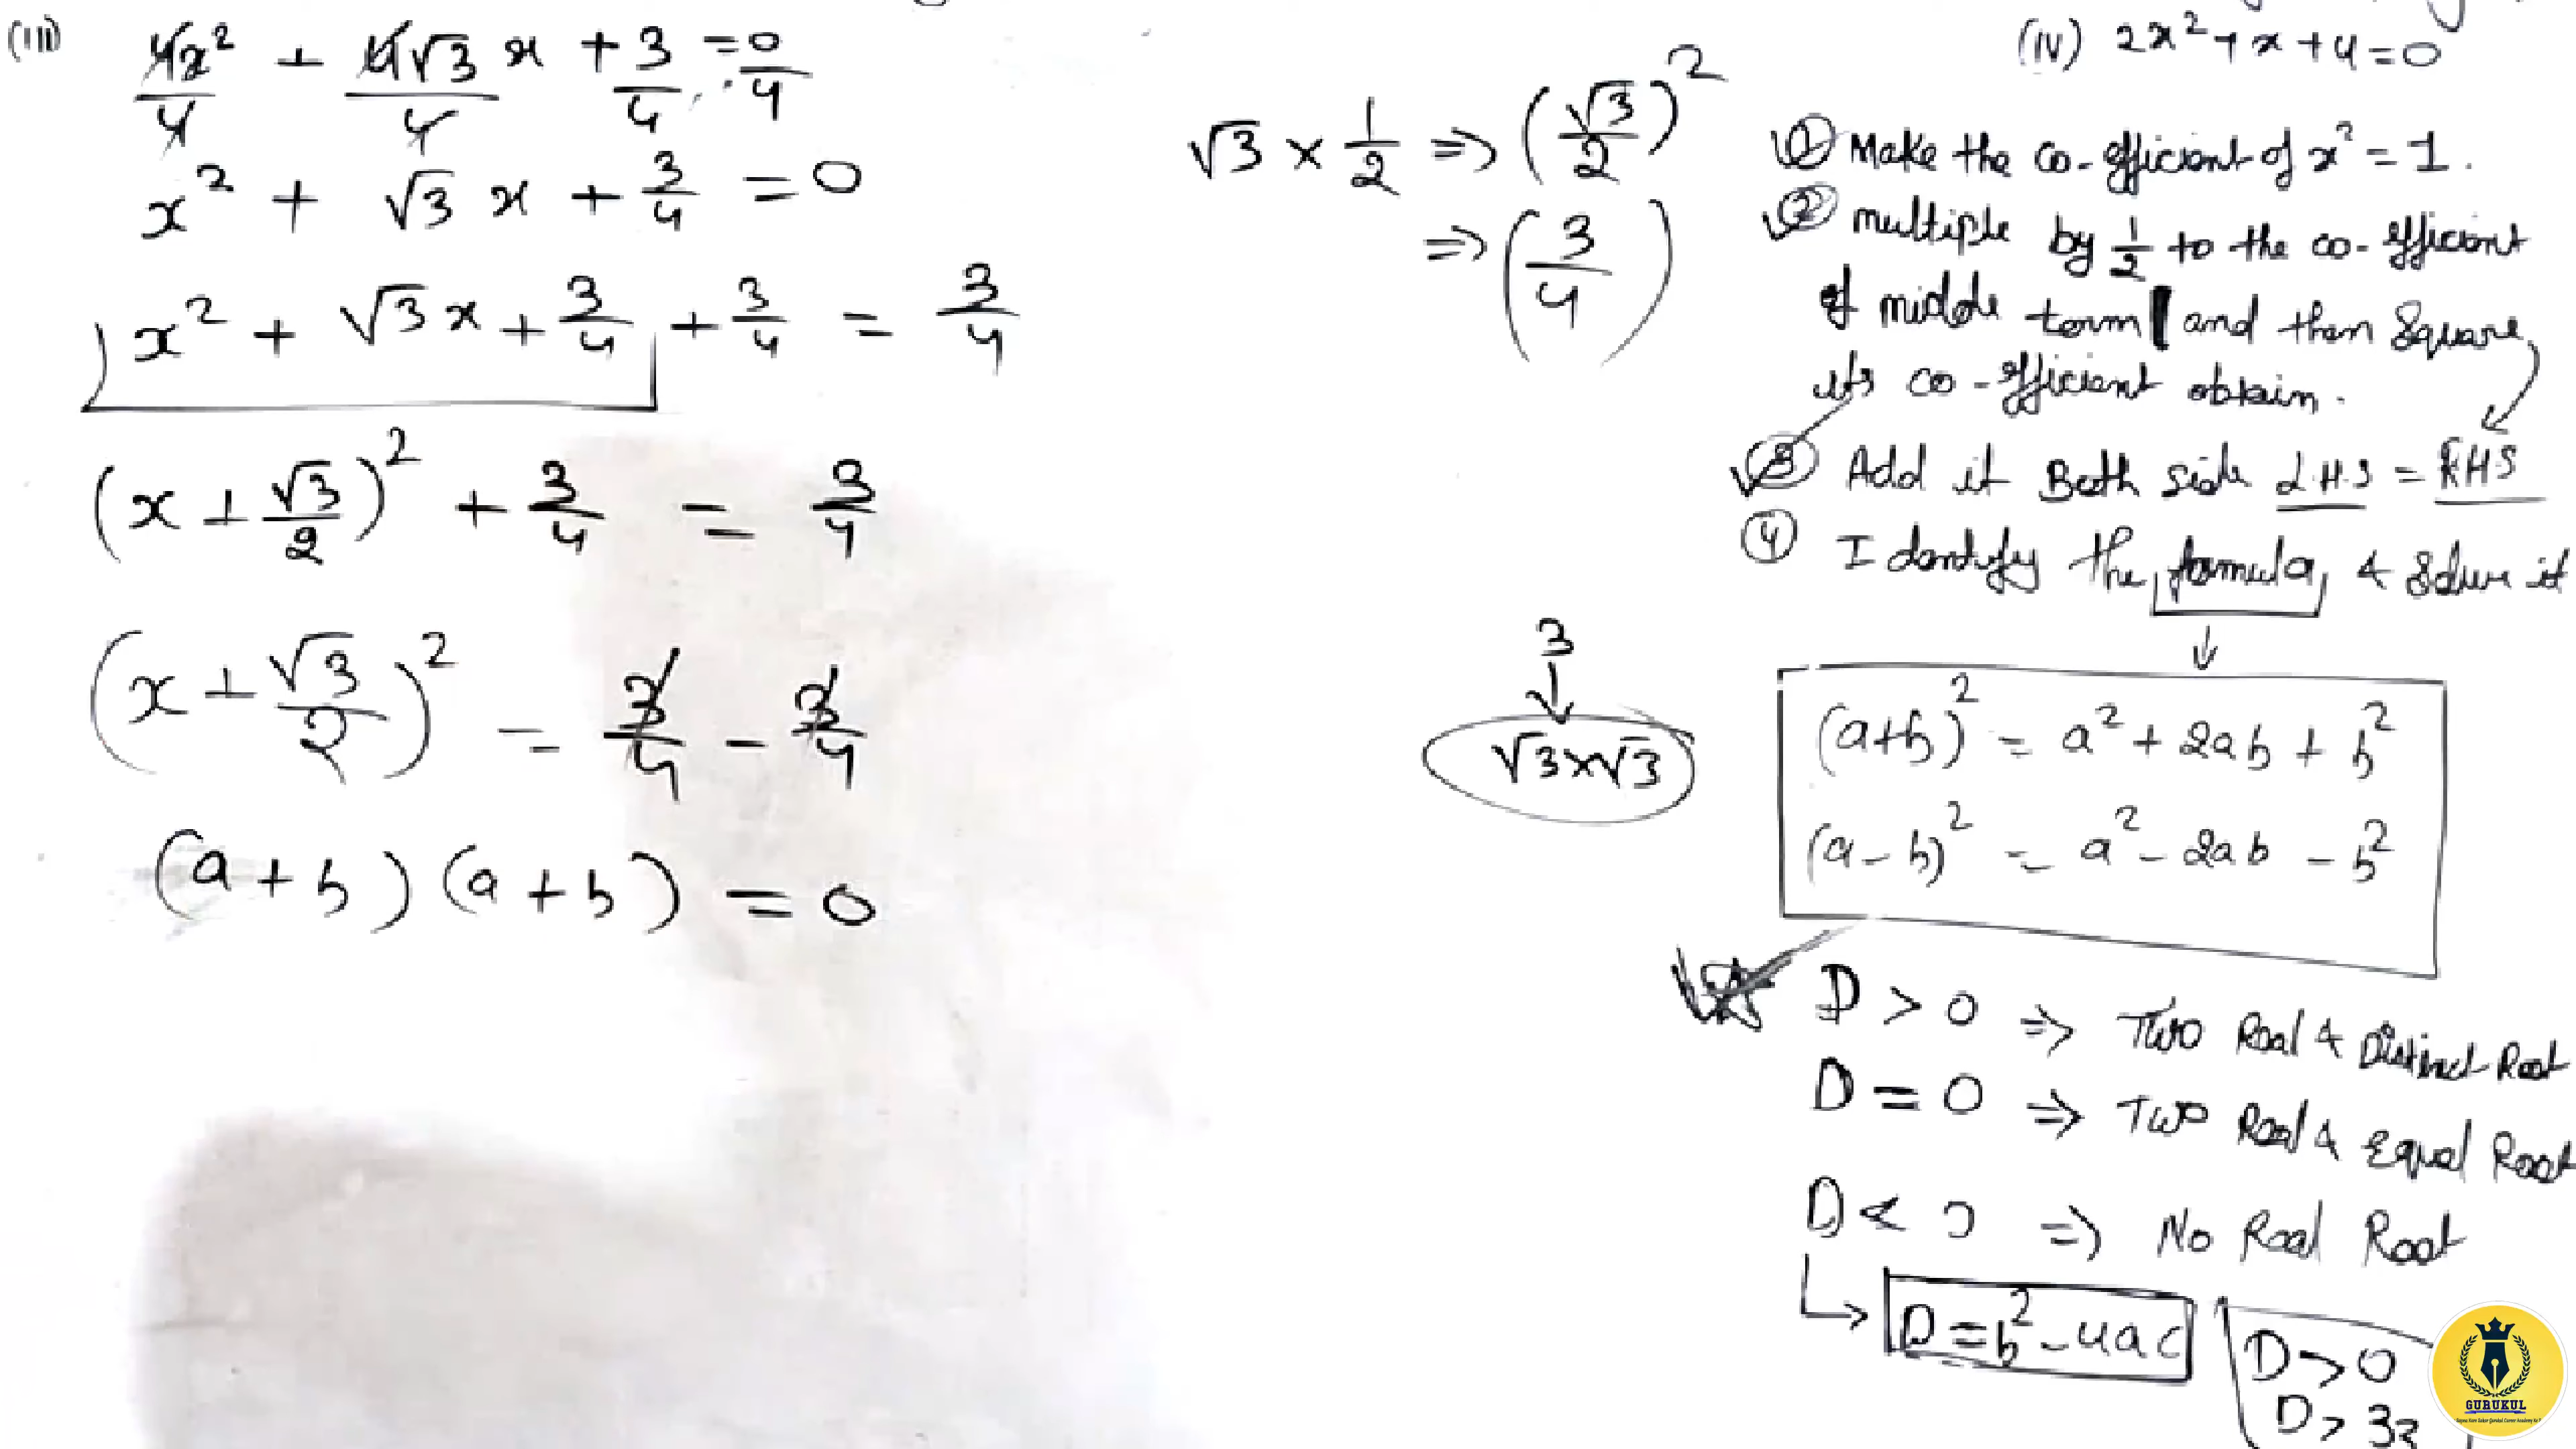 (iii) 4x²/4 + 4√3/4 x + 3/4 = 0/4
x² + √3 x + 3/4 = 0
x² + √3 x + 3/4 + 3/4 = 3/4
(x + √3/2)² + 3/4 = 3/4
(x + √3/2)² = 3/4 - 3/4
(a + b) (a + b) = 0
√3 × 1/2 ⇒ (√3/2)²
⇒ (3/4)
3
↓
√3×√3
(iv) 2x² + x + 4 = 0
① Make the co-efficient of x² = 1.
② multiple by 1/2 to the co-efficient
of middle term and then Square
its co-efficient obtain.
③ Add it Both side L.H.S = RHS
④ Identify the formula & Solve it
↓
(a+b)² = a² + 2ab + b²
(a-b)² = a² - 2ab - b²
D > 0 ⇒ Two Real & Distinct Root
D = 0 ⇒ Two Real & Equal Root
D < 0 ⇒ No Real Root
D = b² - 4ac
D > 0
D >
GURUKUL